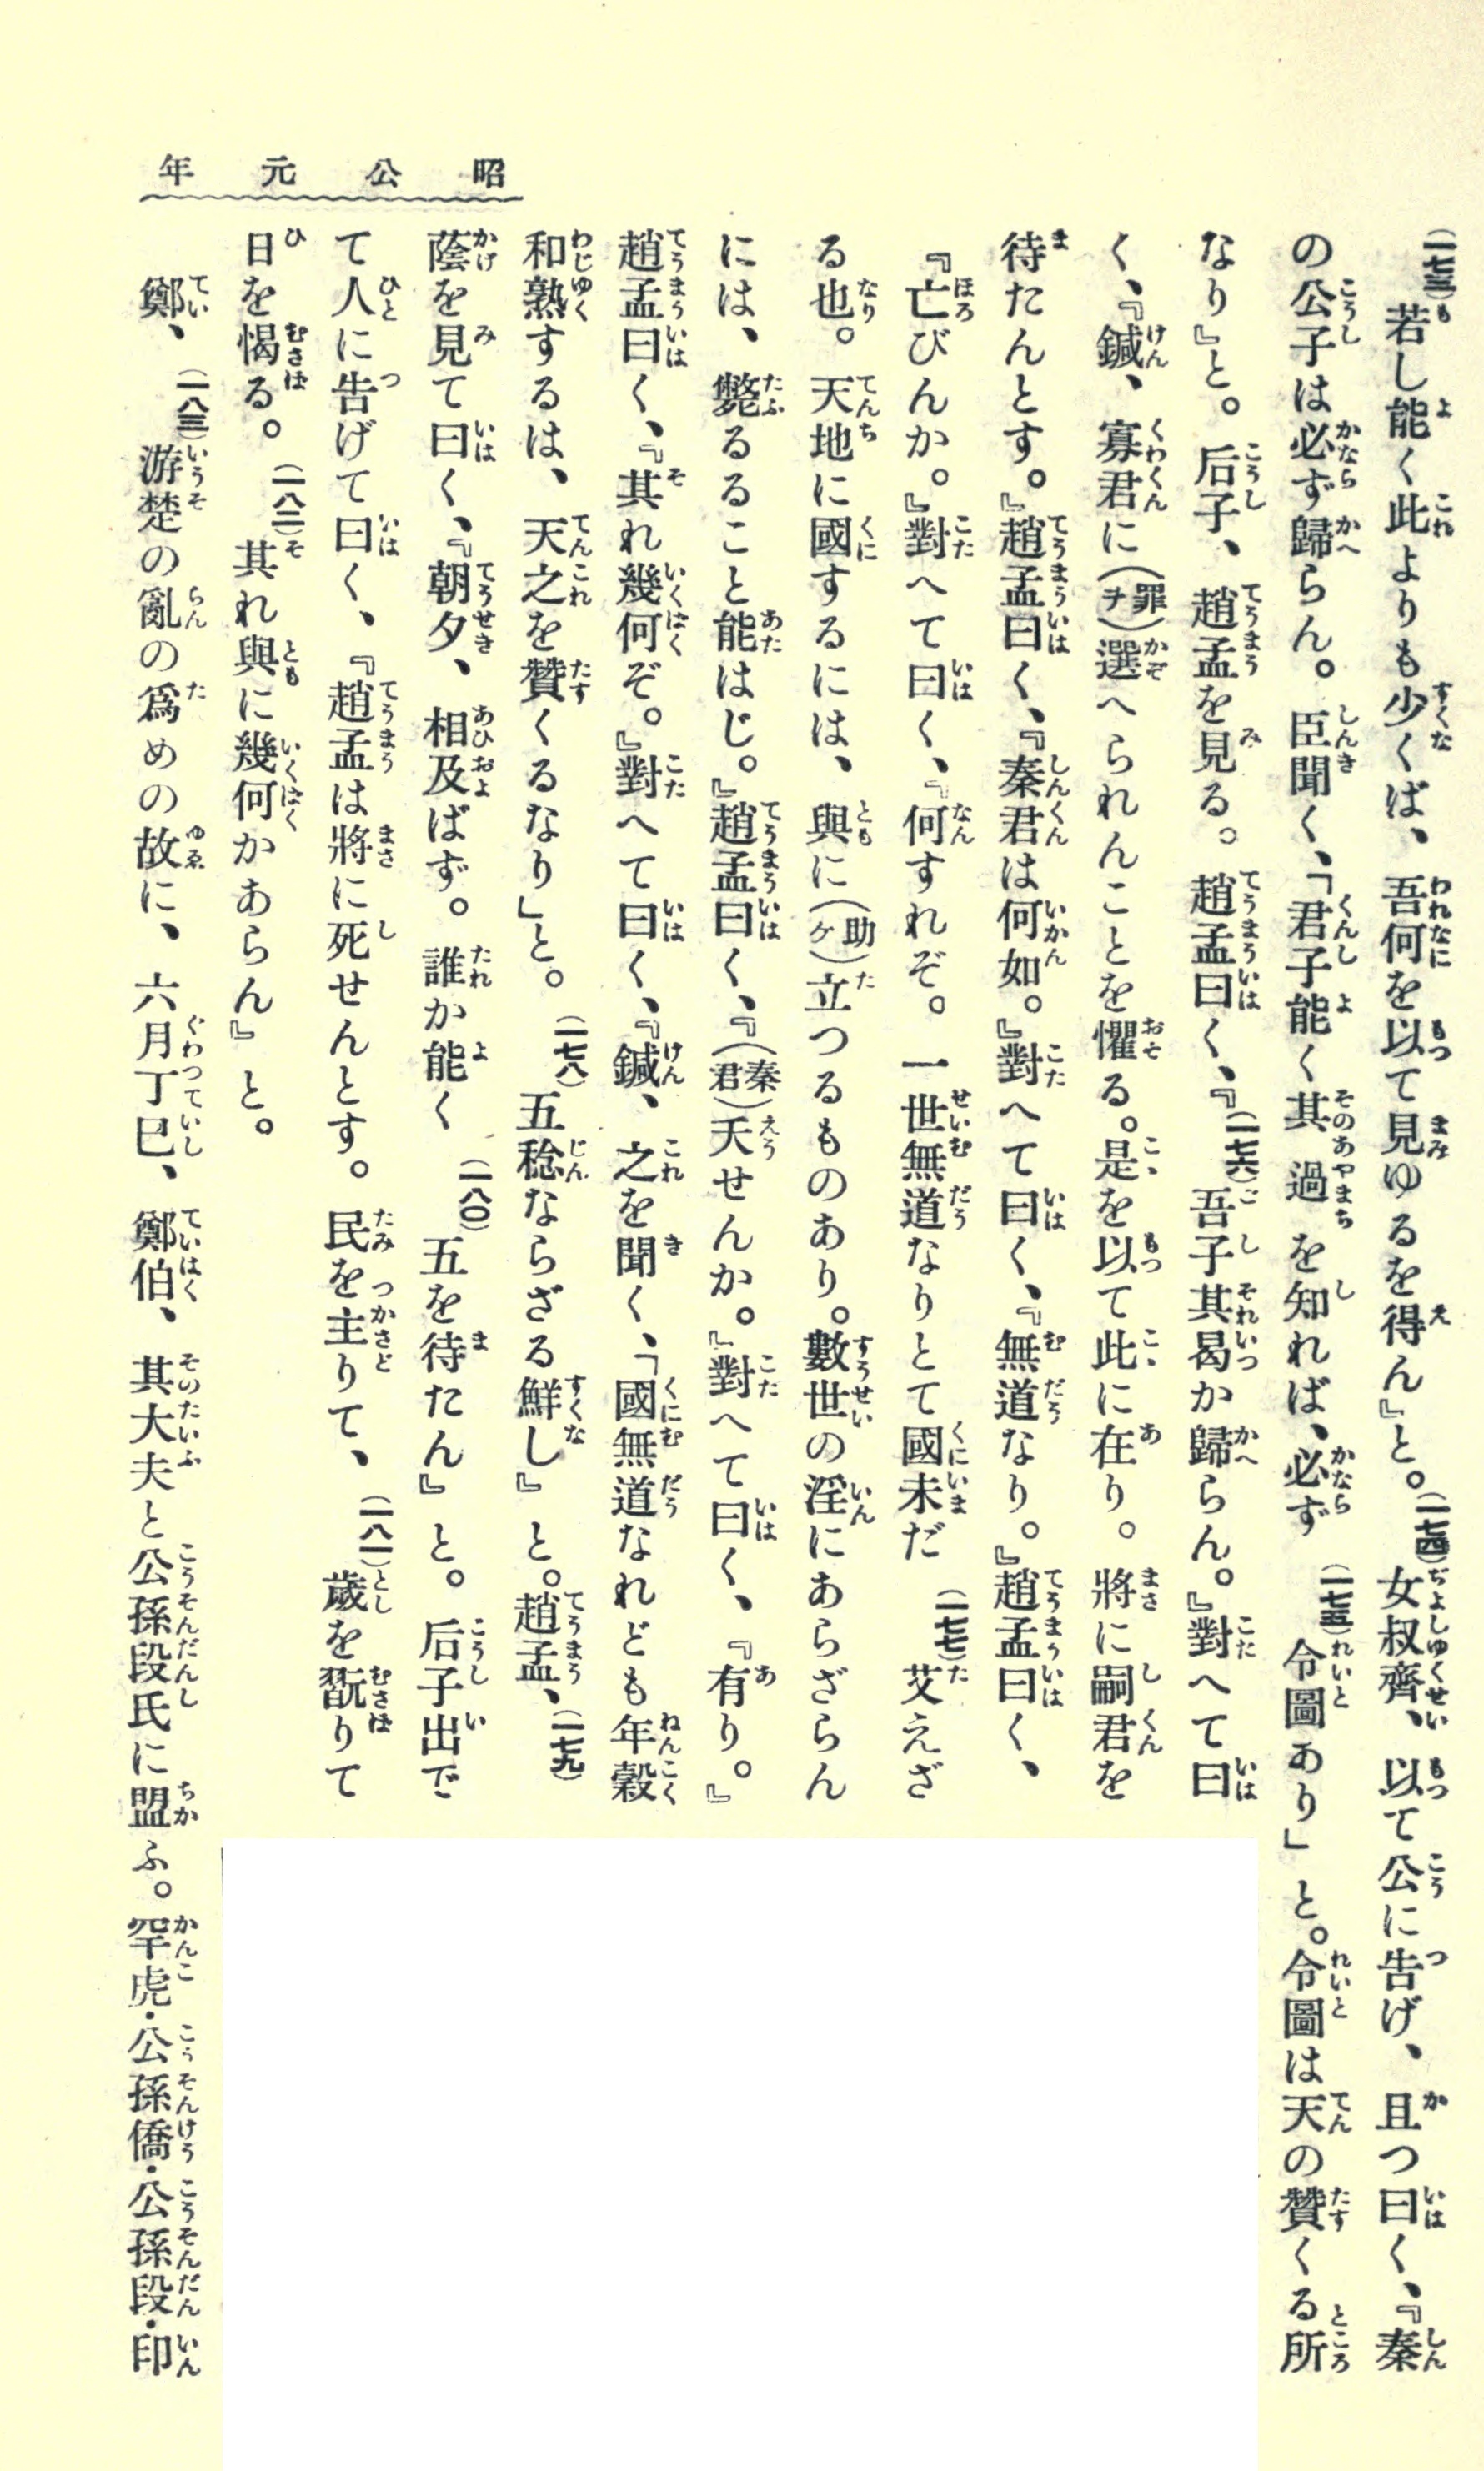 昭公元年
(一七三)若し能く此よりも少くば、吾何を以て見ゆるを得ん』と。(一七四)女叔齊、以て公に告げ、且つ曰く、『秦
の公子は必ず歸らん。臣聞く、「君子能く其過を知れば、必ず(一七五)令圖あり」と。令圖は天の贊くる所
なり』と。后子、趙孟を見る。趙孟曰く、『(一七六)吾子其曷か歸らん。』對へて曰
く、『鍼、寡君に(罪ヲ)選へられんことを懼る。是を以て此に在り。將に嗣君を
待たんとす。』趙孟曰く、『秦君は何如。』對へて曰く、『無道なり。』趙孟曰く、
『亡びんか。』對へて曰く、『何すれぞ。一世無道なりとて國未だ(一七七)艾えざ
る也。天地に國するには、與に(助ケ)立つるものあり。數世の淫にあらざらん
には、斃るること能はじ。』趙孟曰く、『(秦君)夭せんか。』對へて曰く、『有り。』
趙孟曰く、『其れ幾何ぞ。』對へて曰く、『鍼、之を聞く、「國無道なれども年穀
和熟するは、天之を贊くるなり」と。(一七八)五稔ならざる鮮し』と。趙孟、(一七九)
蔭を見て曰く、『朝夕、相及ばず。誰か能く(一八〇)五を待たん』と。后子出で
て人に告げて曰く、『趙孟は將に死せんとす。民を主りて、(一八一)歲を翫りて
日を愒る。(一八二)其れ與に幾何かあらん』と。
鄭、(一八三)游楚の亂の爲めの故に、六月丁巳、鄭伯、其大夫と公孫段氏に盟ふ。罕虎・公孫僑・公孫段・印